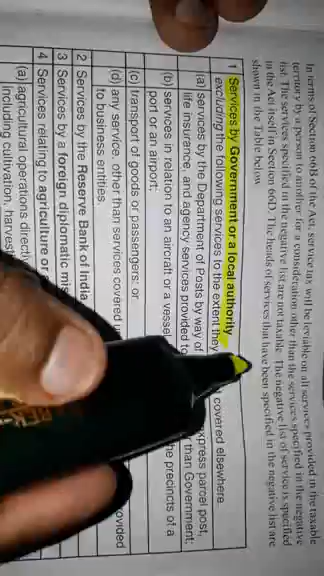 In terms of Section 66B of the Act, service tax will be leviable on all services provided in the taxable
territory by a person to another for a consideration other than the services specified in the negative
list. The services specified in the negative list are not taxable. The negative list of service is specified
in the Act itself in Section 66D. The heads of services that have been specified in the negative list are
shown in the Table below
1 Services by Government or a local authority
excluding the following services to the extent they covered elsewhere
(a) services by the Department of Posts by way of express parcel post,
life insurance, and agency services provided to than Government;
(b) services in relation to an aircraft or a vessel the precincts of a
port or an airport;
(c) transport of goods or passengers; or
(d) any service, other than services covered
to business entities.
2 Services by the Reserve Bank of India
3 Services by a foreign diplomatic
4 Services relating to agriculture or
(a) agricultural operations
including cultivation,